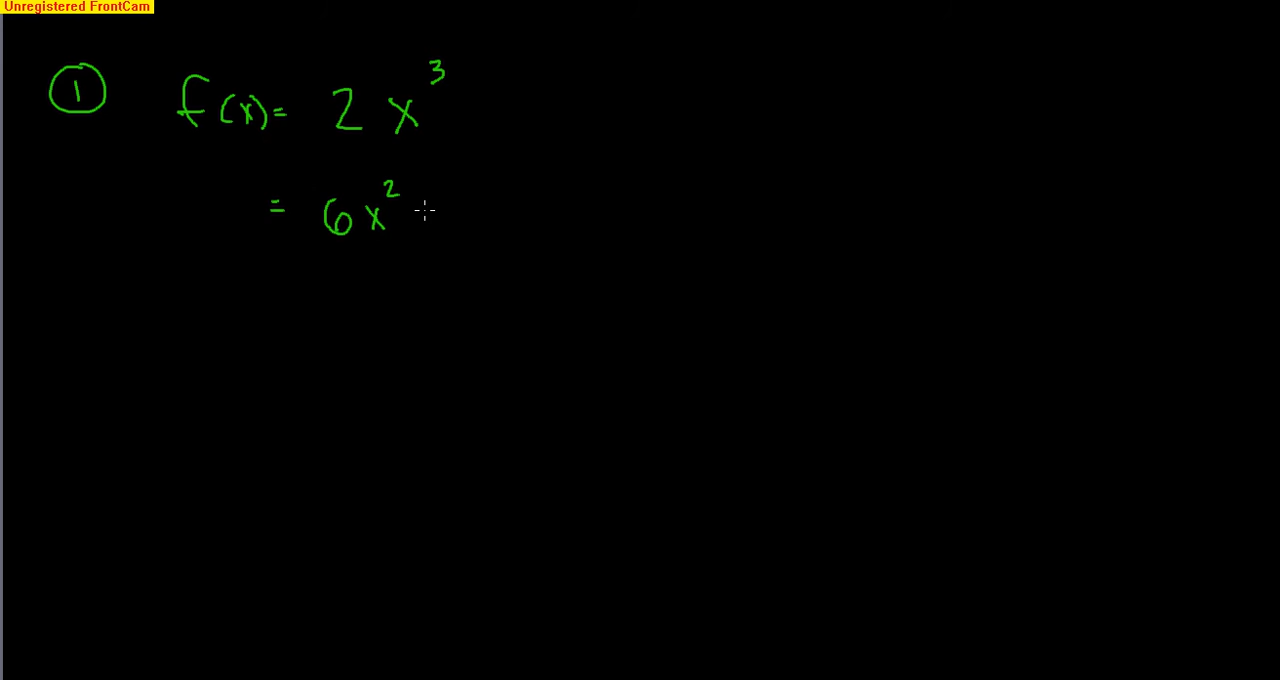 Unregistered FrontCam
① f(x) = 2x³
= 6x²